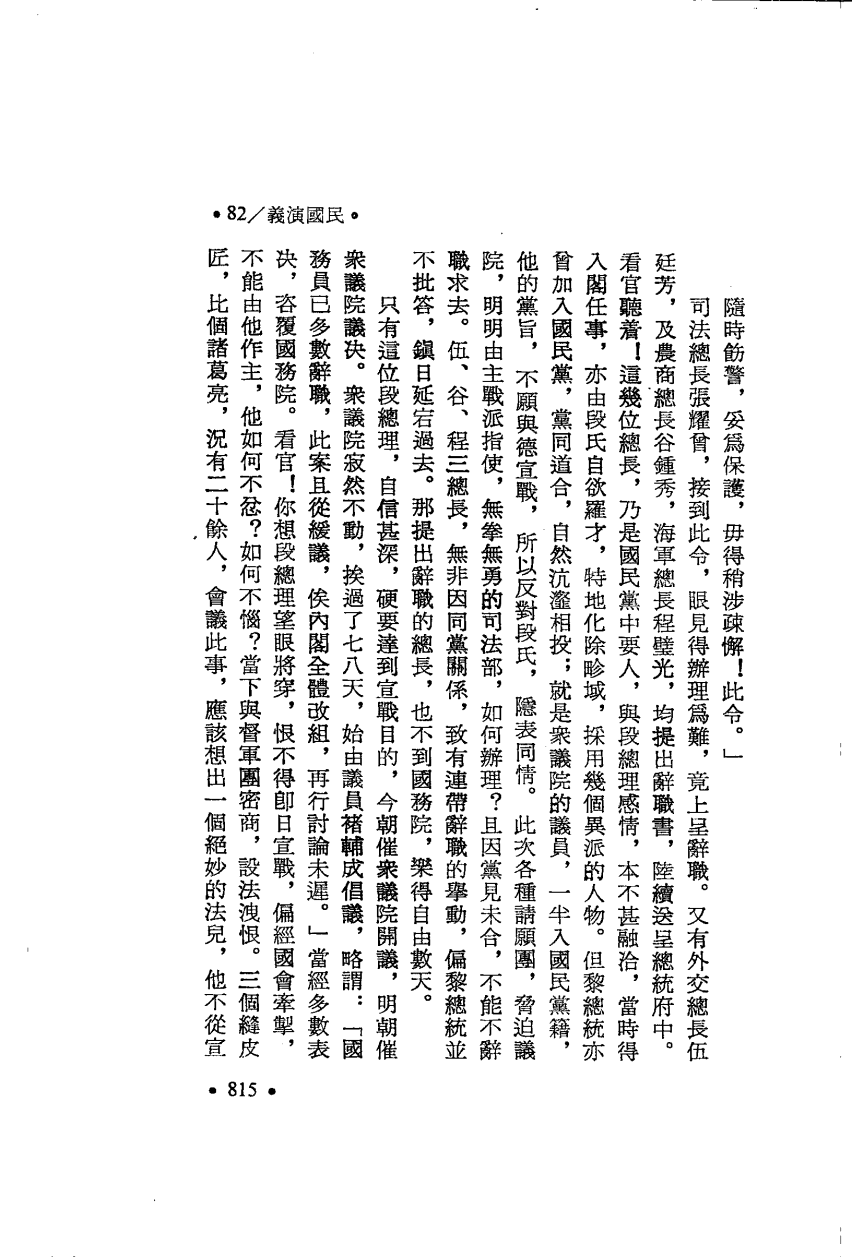 •82／義演國民•
隨時飭警，妥爲保護，毋得稍涉疎懈！此令。」
司法總長張耀曾，接到此令，眼見得辦理爲難，竟上呈辭職。又有外交總長伍
廷芳，及農商總長谷鍾秀，海軍總長程璧光，均提出辭職書，陸續送呈總統府中。
看官聽着！這幾位總長，乃是國民黨中要人，與段總理感情，本不甚融洽，當時得
入閣任事，亦由段氏自欲羅才，特地化除畛域，採用幾個異派的人物。但黎總統亦
曾加入國民黨，黨同道合，自然沆瀣相投；就是衆議院的議員，一半入國民黨籍，
他的黨旨，不願與德宣戰，所以反對段氏，隱表同情。此次各種請願團，脅迫議
院，明明由主戰派指使，無拳無勇的司法部，如何辦理？且因黨見未合，不能不辭
職求去。伍、谷、程三總長，無非因同黨關係，致有連帶辭職的舉動，偏黎總統並
不批答，鎭日延宕過去。那提出辭職的總長，也不到國務院，樂得自由數天。
只有這位段總理，自信甚深，硬要達到宣戰目的，今朝催衆議院開議，明朝催
衆議院議决。衆議院寂然不動，挨過了七八天，始由議員褚輔成倡議，略謂：「國
務員已多數辭職，此案且從緩議，俟內閣全體改組，再行討論未遲。」當經多數表
决，咨覆國務院。看官！你想段總理望眼將穿，恨不得卽日宣戰，偏經國會牽掣，
不能由他作主，他如何不忿？如何不惱？當下與督軍團密商，設法洩恨。三個縫皮
匠，比個諸葛亮，況有二十餘人，會議此事，應該想出一個絕妙的法兒，他不從宣
•815•